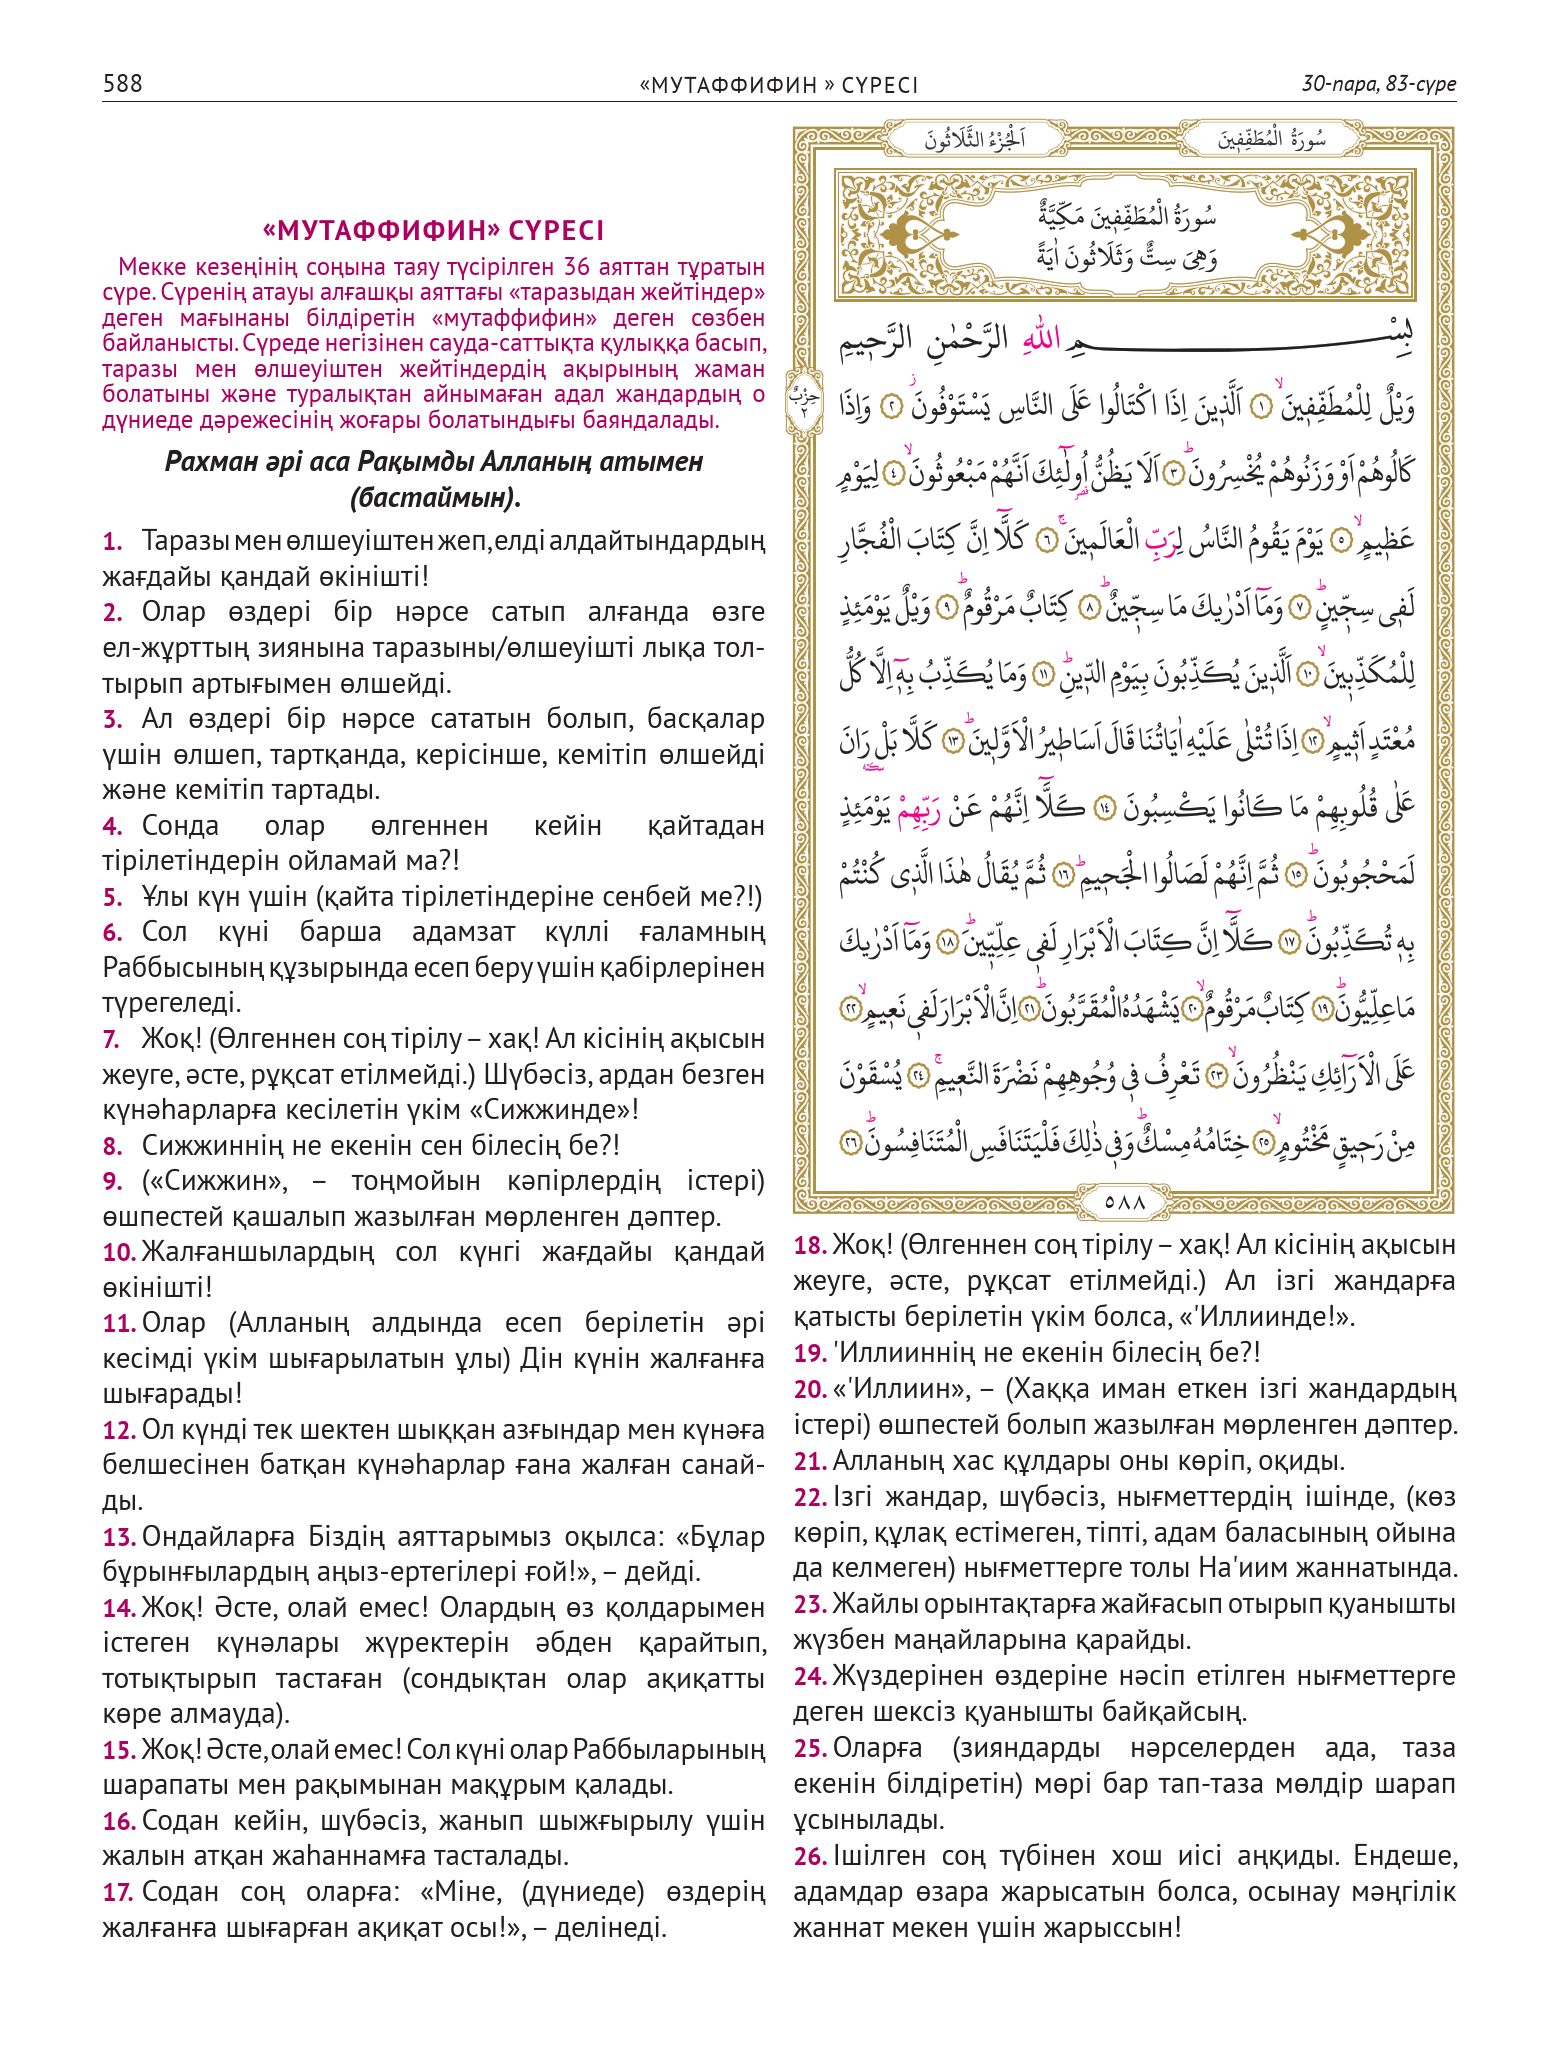 588
«МУТАФФИФИН » СҮРЕСІ
30-пара, 83-сүре
«МУТАФФИФИН» СҮРЕСІ
Мекке кезеңінің соңына таяу түсірілген 36 аяттан тұратын
сүре. Сүренің атауы алғашқы аяттағы «таразыдан жейтіндер»
деген мағынаны білдіретін «мутаффифин» деген сөзбен
байланысты. Сүреде негізінен сауда-саттықта қулыққа басып,
таразы мен өлшеуіштен жейтіндердің ақырының жаман
болатыны және туралықтан айнымаған адал жандардың о
дүниеде дәрежесінің жоғары болатындығы баяндалады.
Рахман әрі аса Рақымды Алланың атымен
(бастаймын).
1. Таразы мен өлшеуіштен жеп, елді алдайтындардың
жағдайы қандай өкінішті!
2. Олар өздері бір нәрсе сатып алғанда өзге
ел-жұрттың зиянына таразыны/өлшеуішті лықа тол-
тырып артығымен өлшейді.
3. Ал өздері бір нәрсе сататын болып, басқалар
үшін өлшеп, тартқанда, керісінше, кемітіп өлшейді
және кемітіп тартады.
4. Сонда олар өлгеннен кейін қайтадан
тірілетіндерін ойламай ма?!
5. Ұлы күн үшін (қайта тірілетіндеріне сенбей ме?!)
6. Сол күні барша адамзат күллі ғаламның
Раббысының құзырында есеп беру үшін қабірлерінен
түрегеледі.
7. Жоқ! (Өлгеннен соң тірілу – хақ! Ал кісінің ақысын
жеуге, әсте, рұқсат етілмейді.) Шүбәсіз, ардан безген
күнәһарларға кесілетін үкім «Сижжинде»!
8. Сижжиннің не екенін сен білесің бе?!
9. («Сижжин», – тоңмойын кәпірлердің істері)
өшпестей қашалып жазылған мөрленген дәптер.
10. Жалғаншылардың сол күнгі жағдайы қандай
өкінішті!
11. Олар (Алланың алдында есеп берілетін әрі
кесімді үкім шығарылатын ұлы) Дін күнін жалғанға
шығарады!
12. Ол күнді тек шектен шыққан азғындар мен күнәға
белшесінен батқан күнәһарлар ғана жалған санай-
ды.
13. Ондайларға Біздің аяттарымыз оқылса: «Бұлар
бұрынғылардың аңыз-ертегілері ғой!», – дейді.
14. Жоқ! Әсте, олай емес! Олардың өз қолдарымен
істеген күнәлары жүректерін әбден қарайтып,
тотықтырып тастаған (сондықтан олар ақиқатты
көре алмауда).
15. Жоқ! Әсте, олай емес! Сол күні олар Раббыларының
шарапаты мен рақымынан мақұрым қалады.
16. Содан кейін, шүбәсіз, жанып шыжғырылу үшін
жалын атқан жаһаннамға тасталады.
17. Содан соң оларға: «Міне, (дүниеде) өздерің
жалғанға шығарған ақиқат осы!», – делінеді.
سُورَةُ الْمُطَفِّفِينَ
اَلْجُزْءُ الثَّلَاثُونَ
سُورَةُ الْمُطَفِّفِينَ مَكِّيَّةٌ
وَهِىَ سِتٌّ وَثَلَاثُونَ اٰيَةً
بِسْمِ اللّٰهِ الرَّحْمٰنِ الرَّحِيمِ
حِزْبٌ ٢
وَيْلٌ لِلْمُطَفِّفِينَۙ ١ اَلَّذِينَ اِذَا اكْتَالُوا عَلَى النَّاسِ يَسْتَوْفُونَۘ ٢ وَاِذَا
كَالُوهُمْ اَوْ وَزَنُوهُمْ يُخْسِرُونَۜ ٣ اَلَا يَظُنُّ اُو۬لٰٓئِكَ اَنَّهُمْ مَبْعُوثُونَۙ ٤ لِيَوْمٍ
عَظِيمٍۙ ٥ يَوْمَ يَقُومُ النَّاسُ لِرَبِّ الْعَالَمِينَۚ ٦ كَلَّٓا اِنَّ كِتَابَ الْفُجَّارِ
لَفِي سِجِّينٍۜ ٧ وَمَٓا اَدْرٰيكَ مَا سِجِّينٌۜ ٨ كِتَابٌ مَرْقُومٌۜ ٩ وَيْلٌ يَوْمَئِذٍ
لِلْمُكَذِّبِينَۙ ١٠ اَلَّذِينَ يُكَذِّبُونَ بِيَوْمِ الدِّينِۜ ١١ وَمَا يُكَذِّبُ بِهِٓ اِلَّا كُلُّ
مُعْتَدٍ اَثِيمٍۙ ١٢ اِذَا تُتْلٰى عَلَيْهِ اٰيَاتُنَا قَالَ اَسَاطِيرُ الْاَوَّلِينَۜ ١٣ كَلَّا بَلْ رَانَ
عَلٰى قُلُوبِهِمْ مَا كَانُوا يَكْسِبُونَ ١٤ كَلَّٓا اِنَّهُمْ عَنْ رَبِّهِمْ يَوْمَئِذٍ
لَمَحْجُوبُونَۜ ١٥ ثُمَّ اِنَّهُمْ لَصَالُوا الْجَحِيمِۜ ١٦ ثُمَّ يُقَالُ هٰذَا الَّذِي كُنْتُمْ
بِهِ تُكَذِّبُونَۜ ١٧ كَلَّٓا اِنَّ كِتَابَ الْاَبْرَارِ لَفِي عِلِّيِّينَۜ ١٨ وَمَٓا اَدْرٰيكَ
مَا عِلِّيُّونَۜ ١٩ كِتَابٌ مَرْقُومٌۙ ٢٠ يَشْهَدُهُ الْمُقَرَّبُونَۜ ٢١ اِنَّ الْاَبْرَارَ لَفِي نَعِيمٍۙ ٢٢
عَلَى الْاَرَٓائِكِ يَنْظُرُونَۙ ٢٣ تَعْرِفُ فِي وُجُوهِهِمْ نَضْرَةَ النَّعِيمِۚ ٢٤ يُسْقَوْنَ
مِنْ رَحِيقٍ مَخْتُومٍۙ ٢٥ خِتَامُهُ مِسْكٌۜ وَفِي ذٰلِكَ فَلْيَتَنَافَسِ الْمُتَنَافِسُونَۜ ٢٦
٥٨٨
18. Жоқ! (Өлгеннен соң тірілу – хақ! Ал кісінің ақысын
жеуге, әсте, рұқсат етілмейді.) Ал ізгі жандарға
қатысты берілетін үкім болса, «'Иллиинде!».
19. 'Иллииннің не екенін білесің бе?!
20. «'Иллиин», – (Хаққа иман еткен ізгі жандардың
істері) өшпестей болып жазылған мөрленген дәптер.
21. Алланың хас құлдары оны көріп, оқиды.
22. Ізгі жандар, шүбәсіз, нығметтердің ішінде, (көз
көріп, құлақ естімеген, тіпті, адам баласының ойына
да келмеген) нығметтерге толы На'иим жаннатында.
23. Жайлы орынтақтарға жайғасып отырып қуанышты
жүзбен маңайларына қарайды.
24. Жүздерінен өздеріне нәсіп етілген нығметтерге
деген шексіз қуанышты байқайсың.
25. Оларға (зияндарды нәрселерден ада, таза
екенін білдіретін) мөрі бар тап-таза мөлдір шарап
ұсынылады.
26. Ішілген соң түбінен хош иісі аңқиды. Ендеше,
адамдар өзара жарысатын болса, осынау мәңгілік
жаннат мекен үшін жарыссын!